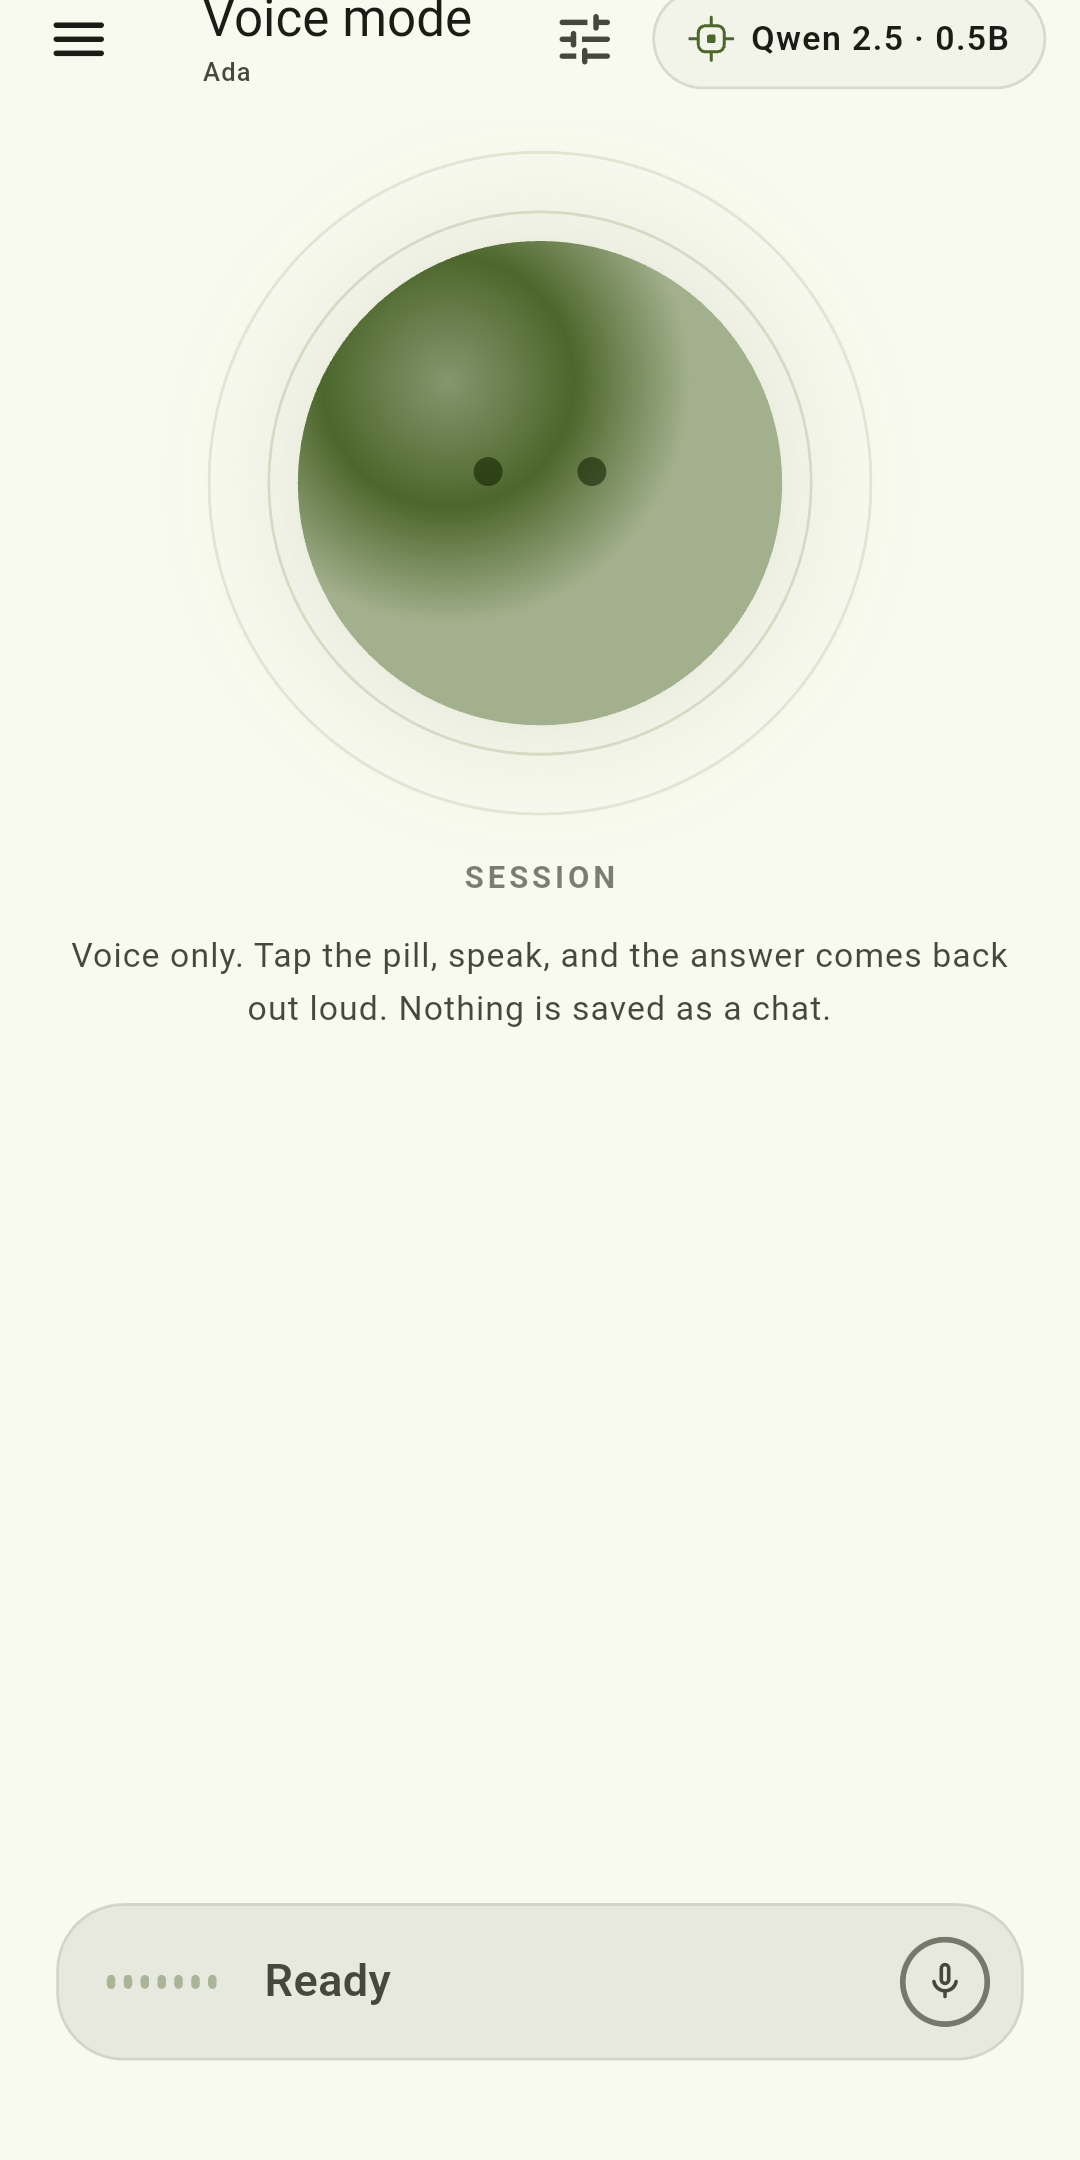 Voice mode
Ada
Qwen 2.5 · 0.5B
SESSION
Voice only. Tap the pill, speak, and the answer comes back
out loud. Nothing is saved as a chat.
Ready